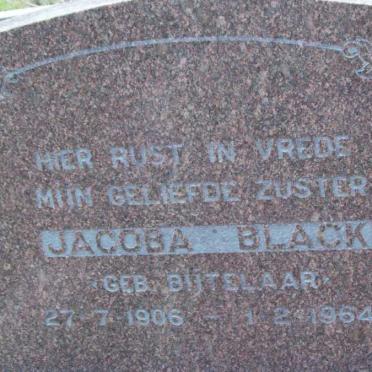 HIER RUST IN VREDE
MIJN GELIEFDE ZUSTER
JACOBA BLACK
GEB. BIJTELAAR
27·7·1906 — 1·2·1964